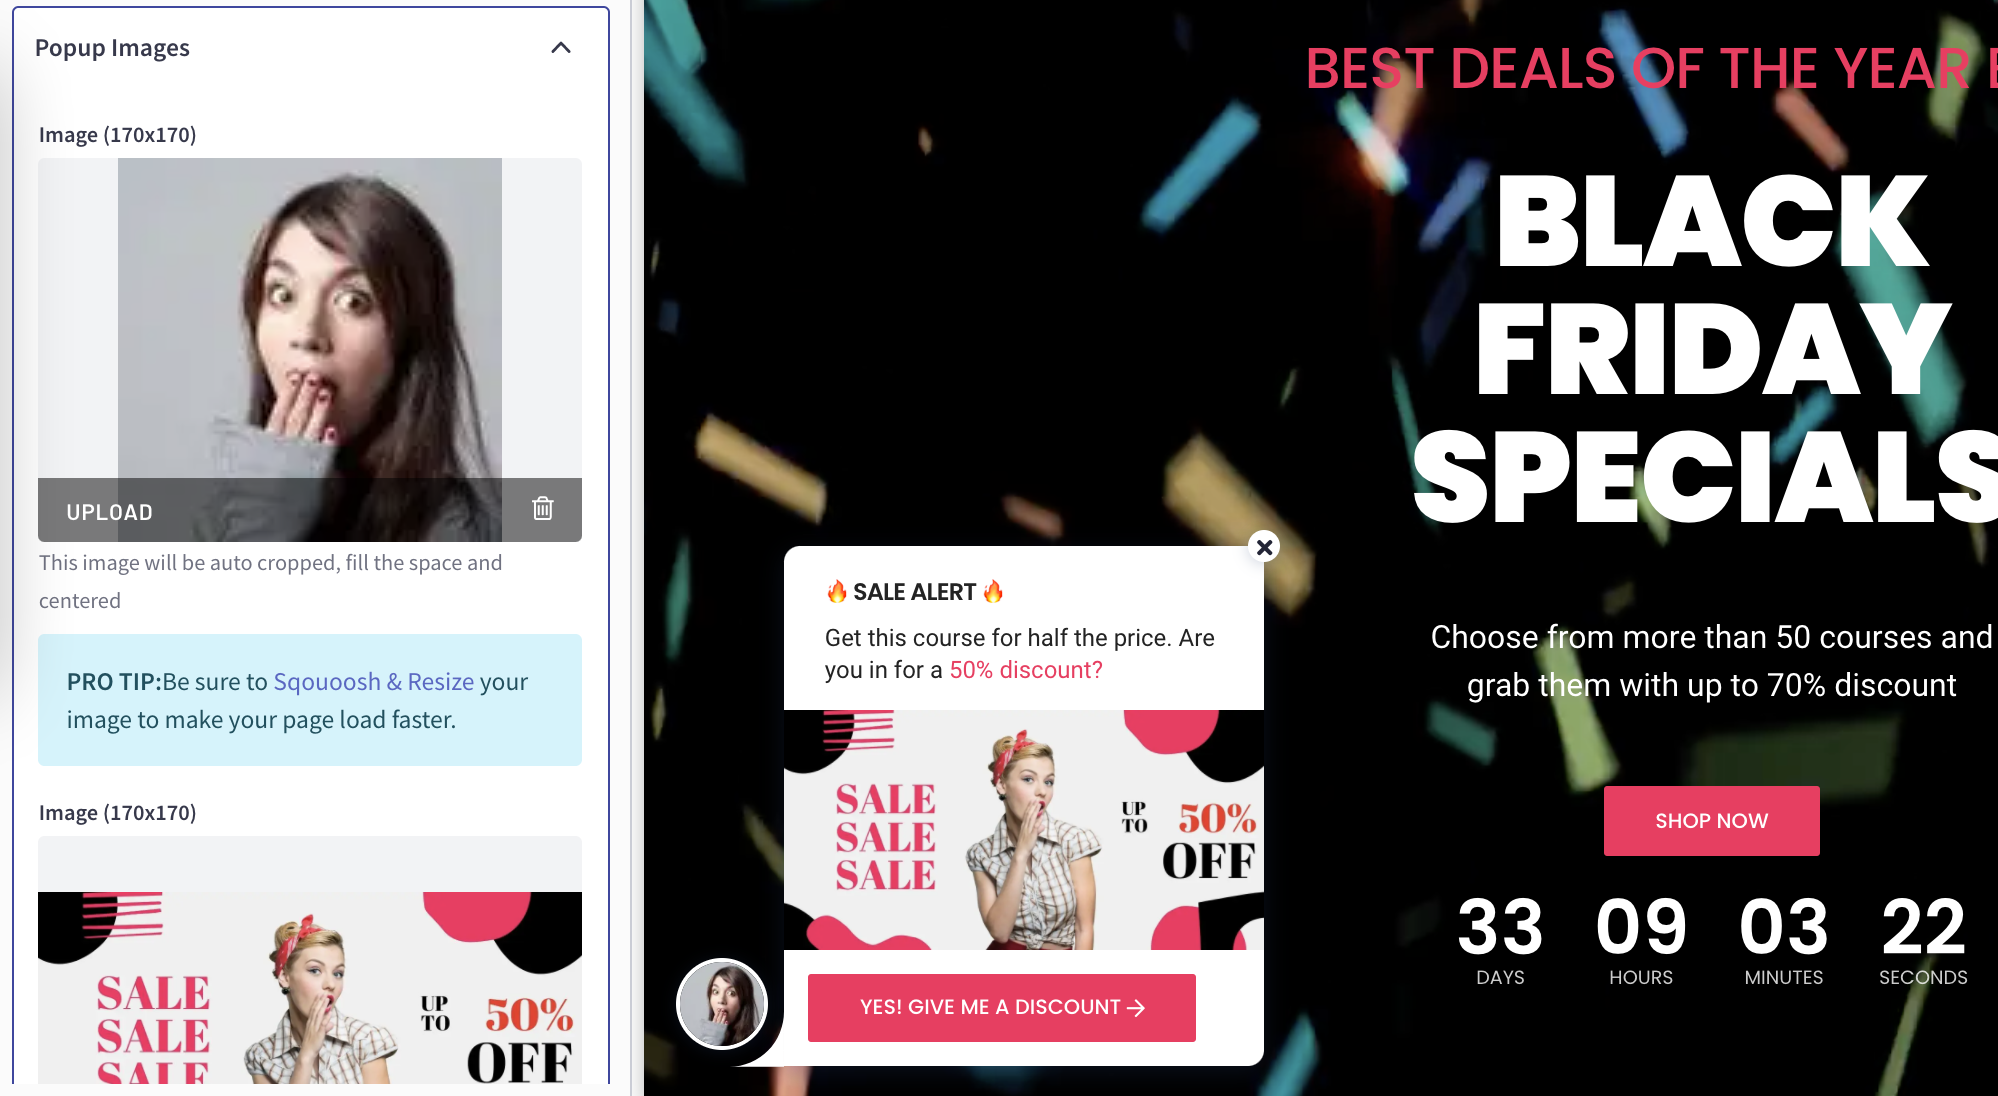 Popup Images
Image (170x170)
UPLOAD
This image will be auto cropped, fill the space and
centered
PRO TIP:Be sure to Sqouoosh & Resize your
image to make your page load faster.
Image (170x170)
SALE
SALE
SALE
UP
TO
50%
OFF
BEST DEALS OF THE YEAR
BLACK
FRIDAY
SPECIALS
Choose from more than 50 courses and
grab them with up to 70% discount
SHOP NOW
33 09 03 22
DAYS HOURS MINUTES SECONDS
🔥 SALE ALERT 🔥
Get this course for half the price. Are
you in for a 50% discount?
SALE
SALE
SALE
UP
TO
50%
OFF
YES! GIVE ME A DISCOUNT →